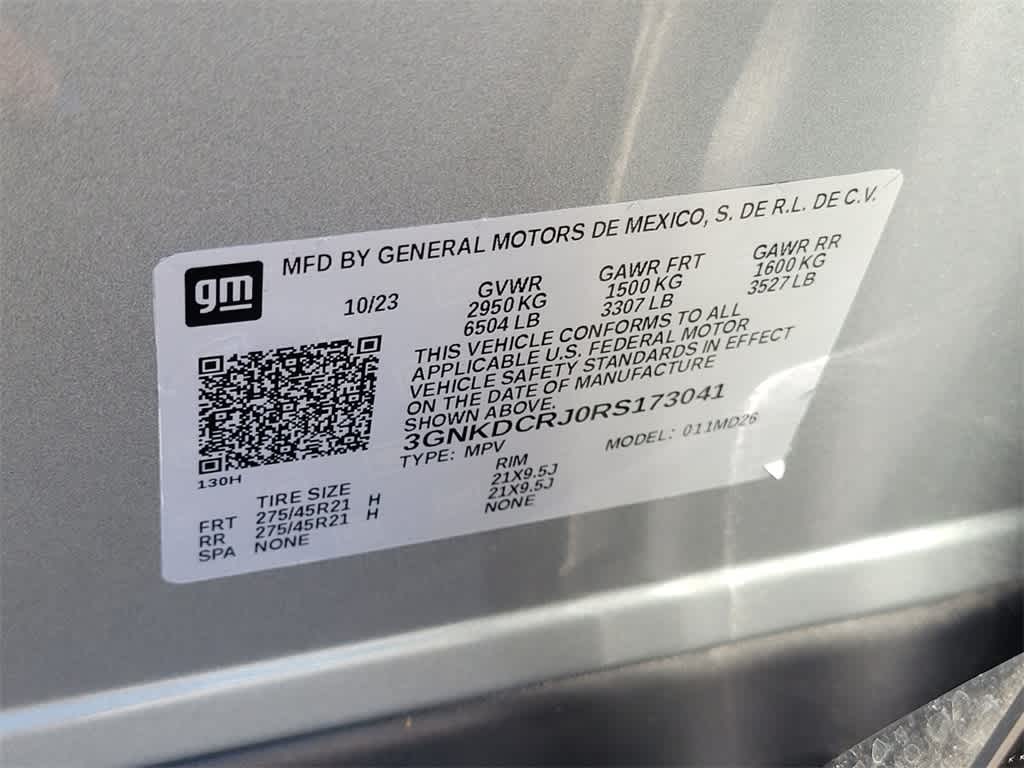 gm
MFD BY GENERAL MOTORS DE MEXICO, S. DE R.L. DE C.V.
10/23 GVWR GAWR FRT GAWR RR
2950 KG 1500 KG 1600 KG
6504 LB 3307 LB 3527 LB
THIS VEHICLE CONFORMS TO ALL
APPLICABLE U.S. FEDERAL MOTOR
VEHICLE SAFETY STANDARDS IN EFFECT
ON THE DATE OF MANUFACTURE
SHOWN ABOVE.
3GNKDCRJ0RS173041
TYPE: MPV MODEL: 011MD26
130H
TIRE SIZE RIM
FRT 275/45R21 H 21X9.5J
RR 275/45R21 H 21X9.5J
SPA NONE NONE